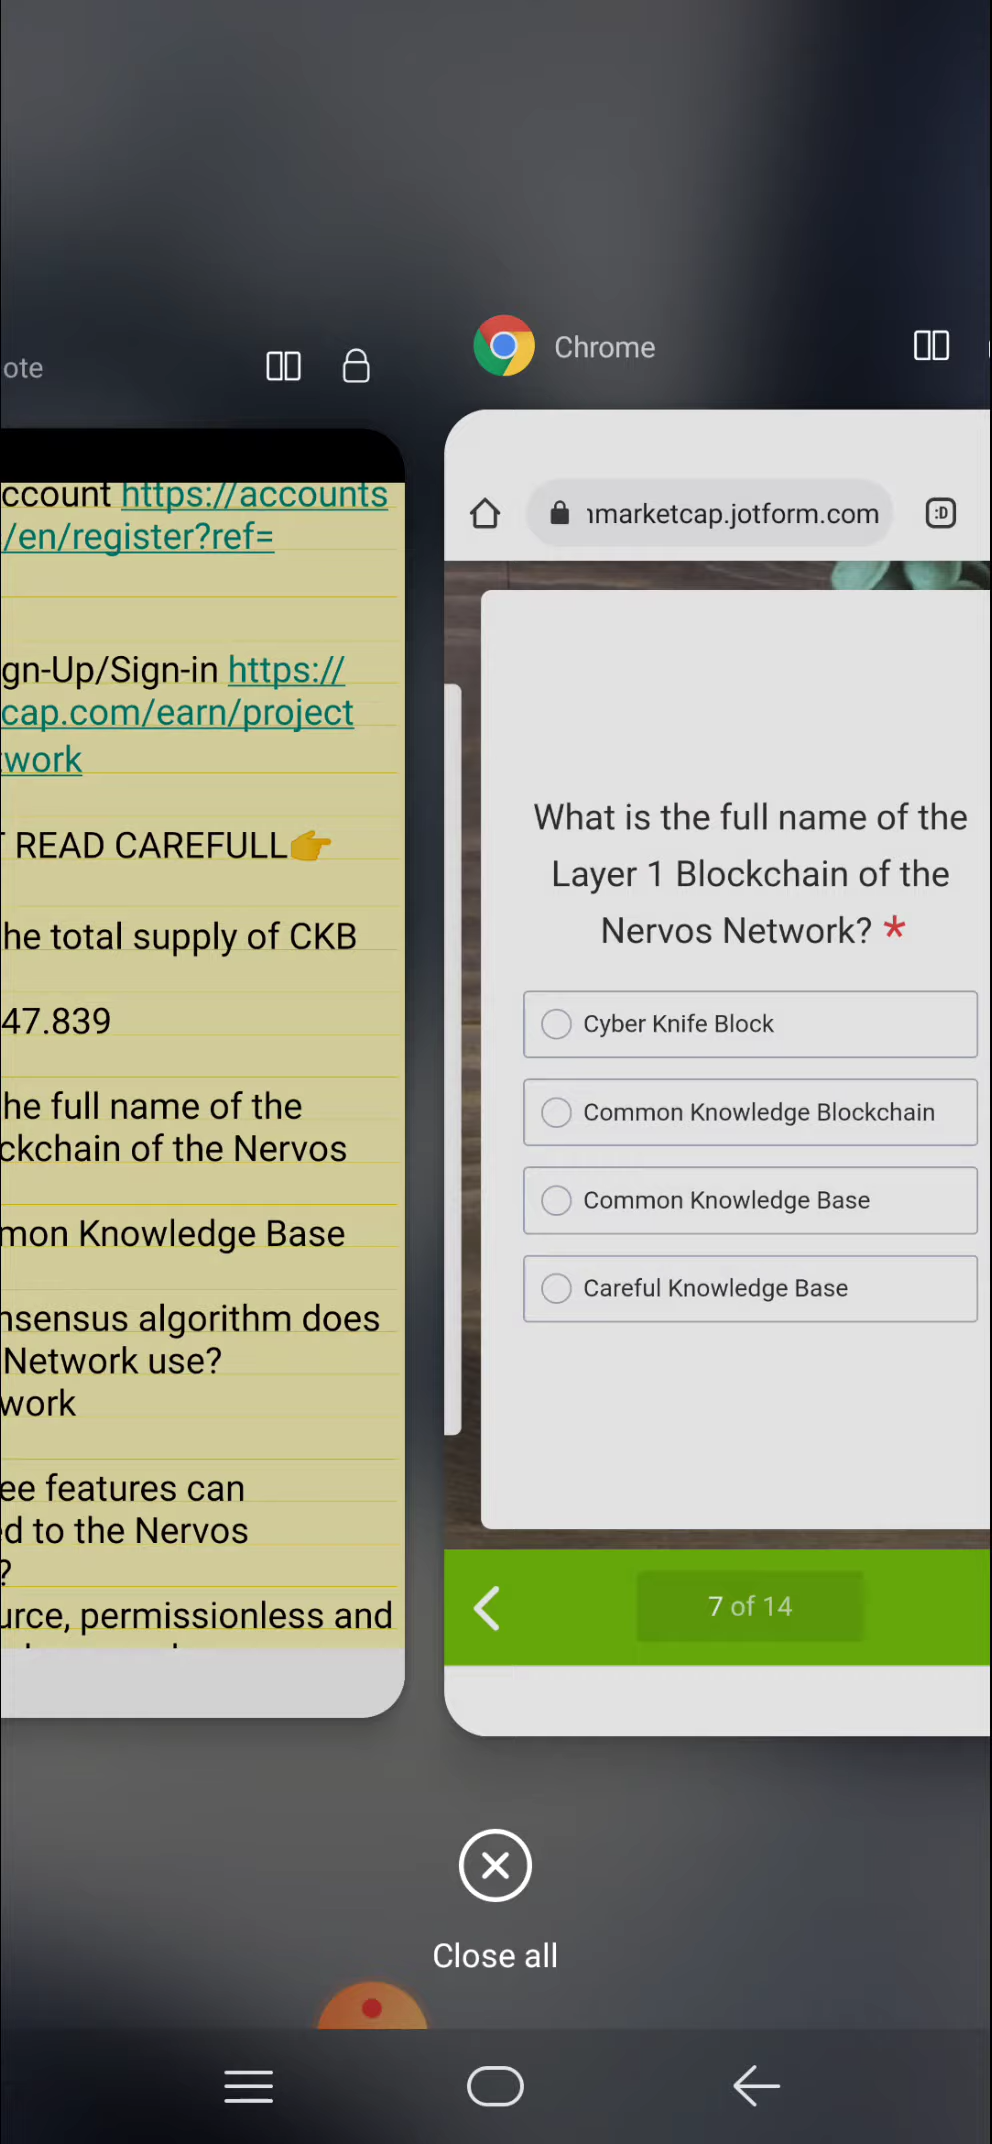 ote
ccount https://accounts
/en/register?ref=
gn-Up/Sign-in https://
cap.com/earn/project
twork
T READ CAREFULL👉
he total supply of CKB
47.839
he full name of the
ckchain of the Nervos
mon Knowledge Base
nsensus algorithm does
Network use?
work
ee features can
ed to the Nervos
?
urce, permissionless and
Chrome
nmarketcap.jotform.com
:D
What is the full name of the
Layer 1 Blockchain of the
Nervos Network? *
Cyber Knife Block
Common Knowledge Blockchain
Common Knowledge Base
Careful Knowledge Base
7 of 14
Close all